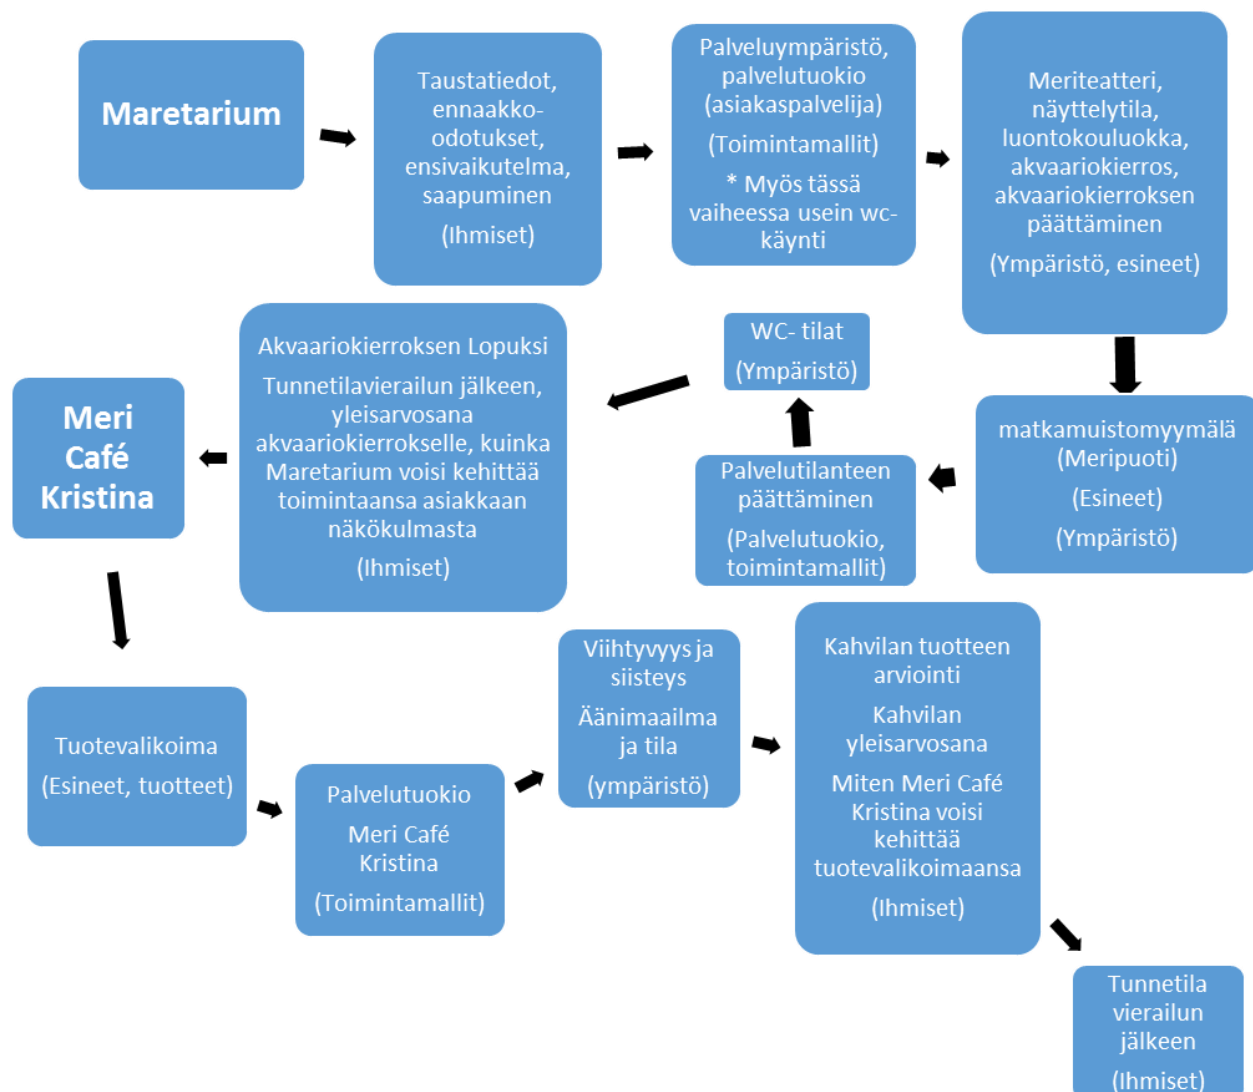 Maretarium
Taustatiedot,
ennaakko-
odotukset,
ensivaikutelma,
saapuminen
(Ihmiset)
Palveluympäristö,
palvelutuokio
(asiakaspalvelija)
(Toimintamallit)
* Myös tässä
vaiheessa usein wc-
käynti
Meriteatteri,
näyttelytila,
luontokouluokka,
akvaariokierros,
akvaariokierroksen
päättäminen
(Ympäristö, esineet)
matkamuistomyymälä
(Meripuoti)
(Esineet)
(Ympäristö)
Palvelutilanteen
päättäminen
(Palvelutuokio,
toimintamallit)
WC- tilat
(Ympäristö)
Akvaariokierroksen Lopuksi
Tunnetilavierailun jälkeen,
yleisarvosana
akvaariokierrokselle, kuinka
Maretarium voisi kehittää
toimintaansa asiakkaan
näkökulmasta
(Ihmiset)
Meri
Café
Kristina
Tuotevalikoima
(Esineet, tuotteet)
Palvelutuokio
Meri Café
Kristina
(Toimintamallit)
Viihtyvyys ja
siisteys
Äänimaailma
ja tila
(ympäristö)
Kahvilan tuotteen
arviointi
Kahvilan
yleisarvosana
Miten Meri Café
Kristina voisi
kehittää
tuotevalikoimaansa
(Ihmiset)
Tunnetila
vierailun
jälkeen
(Ihmiset)